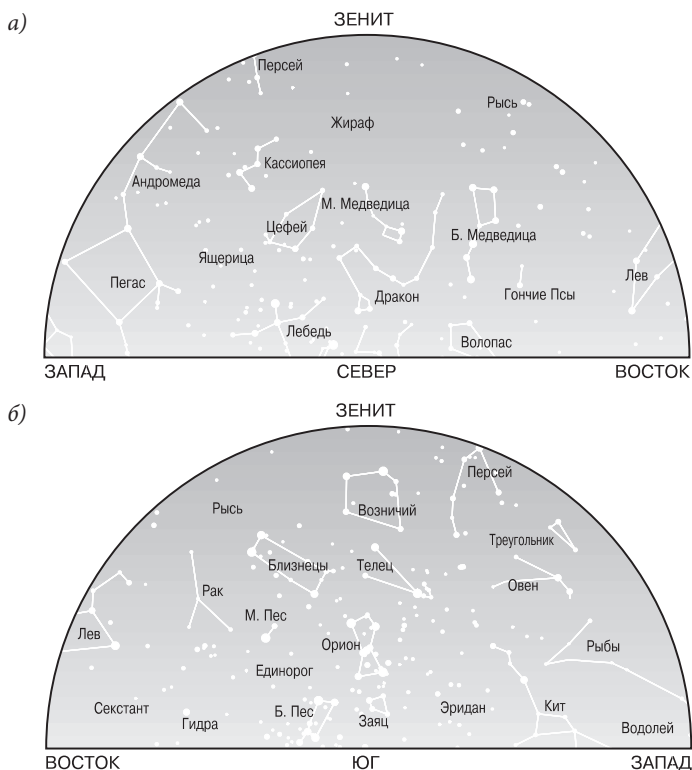 а)
ЗЕНИТ
Персей
Рысь
Жираф
Кассиопея
Андромеда
М. Медведица
Цефей
Б. Медведица
Ящерица
Пегас
Лев
Дракон
Гончие Псы
Лебедь
Волопас
ЗАПАД СЕВЕР ВОСТОК
б)
ЗЕНИТ
Персей
Рысь
Возничий
Треугольник
Близнецы
Телец
Овен
Рак
М. Пес
Лев
Орион
Рыбы
Единорог
Секстант
Гидра
Б. Пес
Заяц
Эридан
Кит
Водолей
ВОСТОК ЮГ ЗАПАД